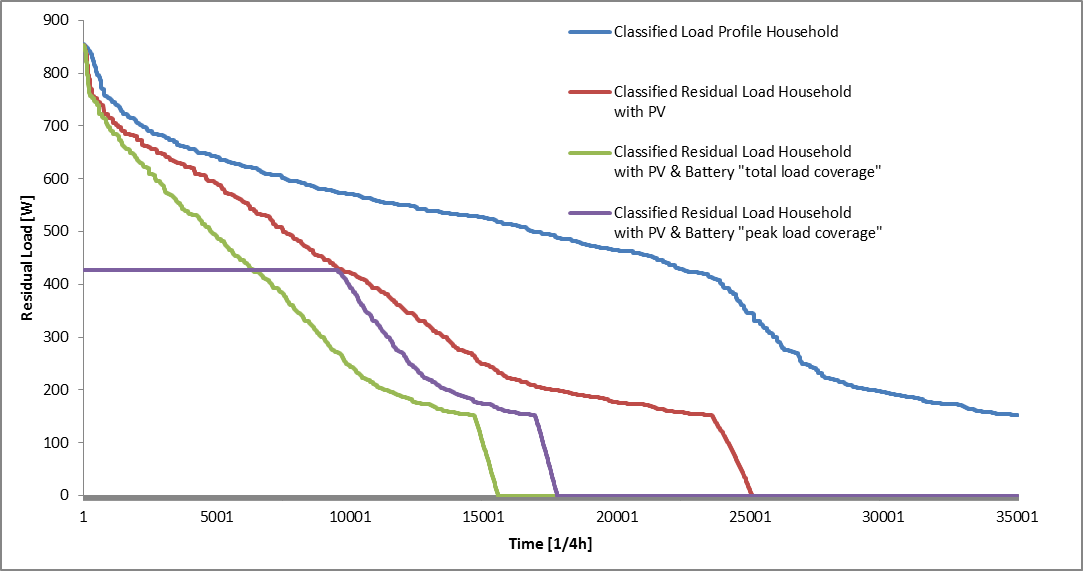 900
800
700
600
500
400
300
200
100
0
Residual Load [W]
Classified Load Profile Household
Classified Residual Load Household
with PV
Classified Residual Load Household
with PV & Battery "total load coverage"
Classified Residual Load Household
with PV & Battery "peak load coverage"
1
5001
10001
15001
20001
25001
30001
35001
Time [1/4h]